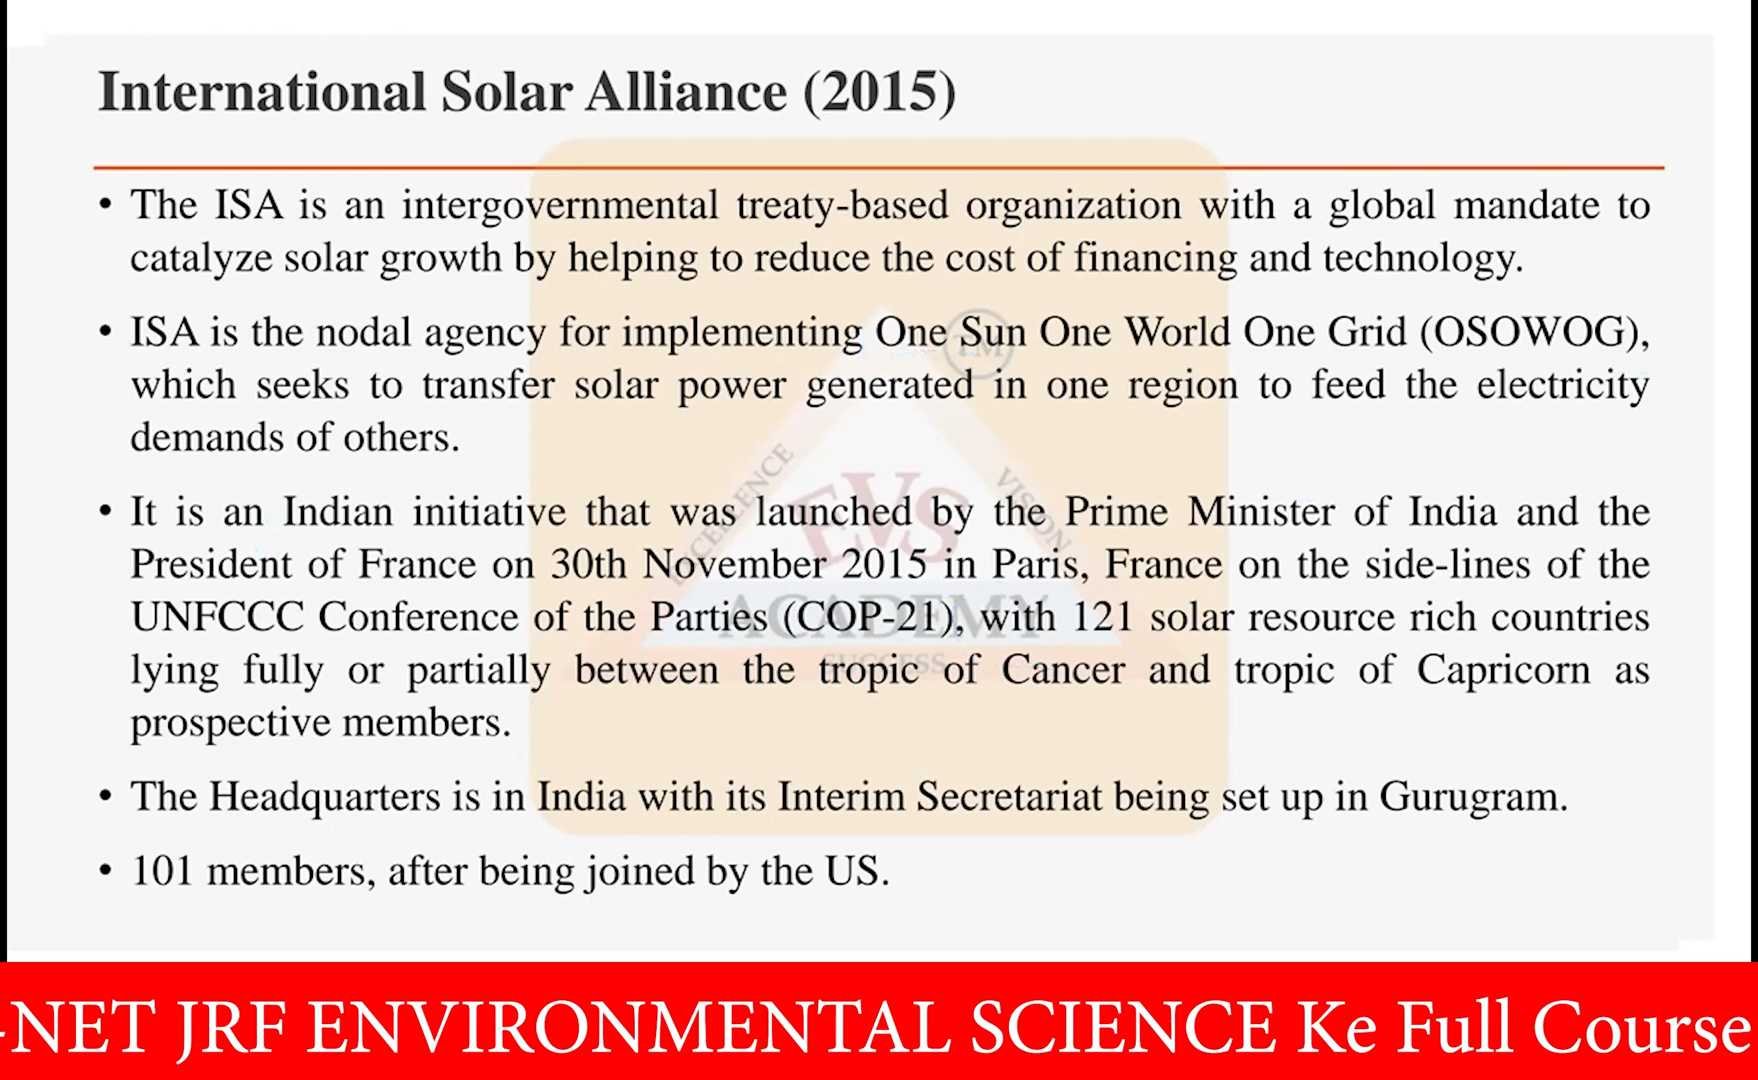 International Solar Alliance (2015)
• The ISA is an intergovernmental treaty-based organization with a global mandate to
catalyze solar growth by helping to reduce the cost of financing and technology.
• ISA is the nodal agency for implementing One Sun One World One Grid (OSOWOG),
which seeks to transfer solar power generated in one region to feed the electricity
demands of others.
• It is an Indian initiative that was launched by the Prime Minister of India and the
President of France on 30th November 2015 in Paris, France on the side-lines of the
UNFCCC Conference of the Parties (COP-21), with 121 solar resource rich countries
lying fully or partially between the tropic of Cancer and tropic of Capricorn as
prospective members.
• The Headquarters is in India with its Interim Secretariat being set up in Gurugram.
• 101 members, after being joined by the US.
TM
EXCELLENCE
VISION
EVS
ACADEMY
SUCCESS
-NET JRF ENVIRONMENTAL SCIENCE Ke Full Course